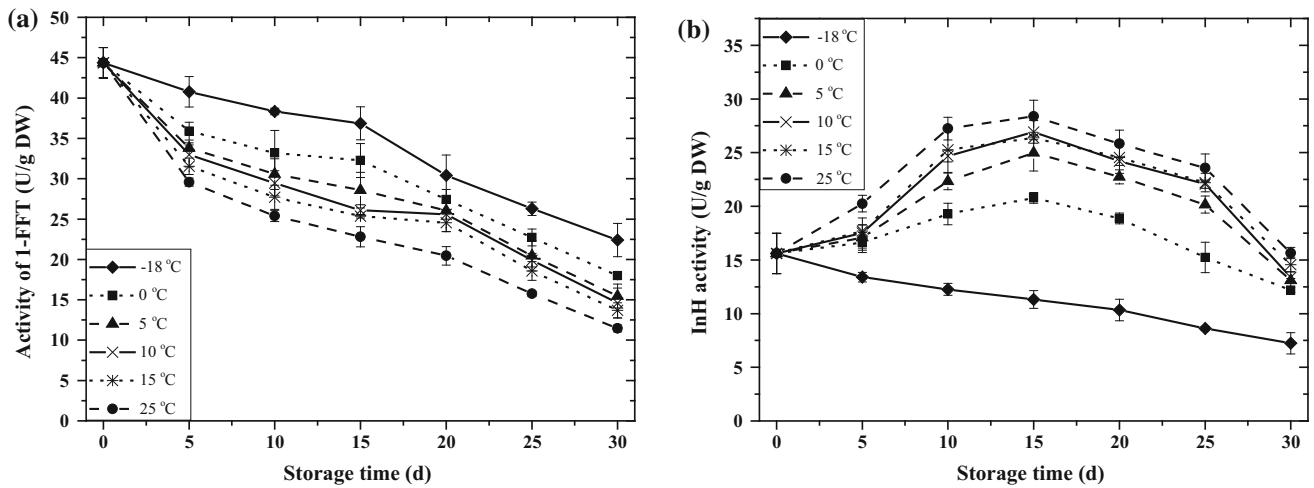 (a)
Activity of 1-FFT (U/g DW)
50
45
40
35
30
25
20
15
10
5
0
-18 °C
0 °C
5 °C
10 °C
15 °C
25 °C
0 5 10 15 20 25 30
Storage time (d)
(b)
InH activity (U/g DW)
35
30
25
20
15
10
5
0
-18 °C
0 °C
5 °C
10 °C
15 °C
25 °C
0 5 10 15 20 25 30
Storage time (d)